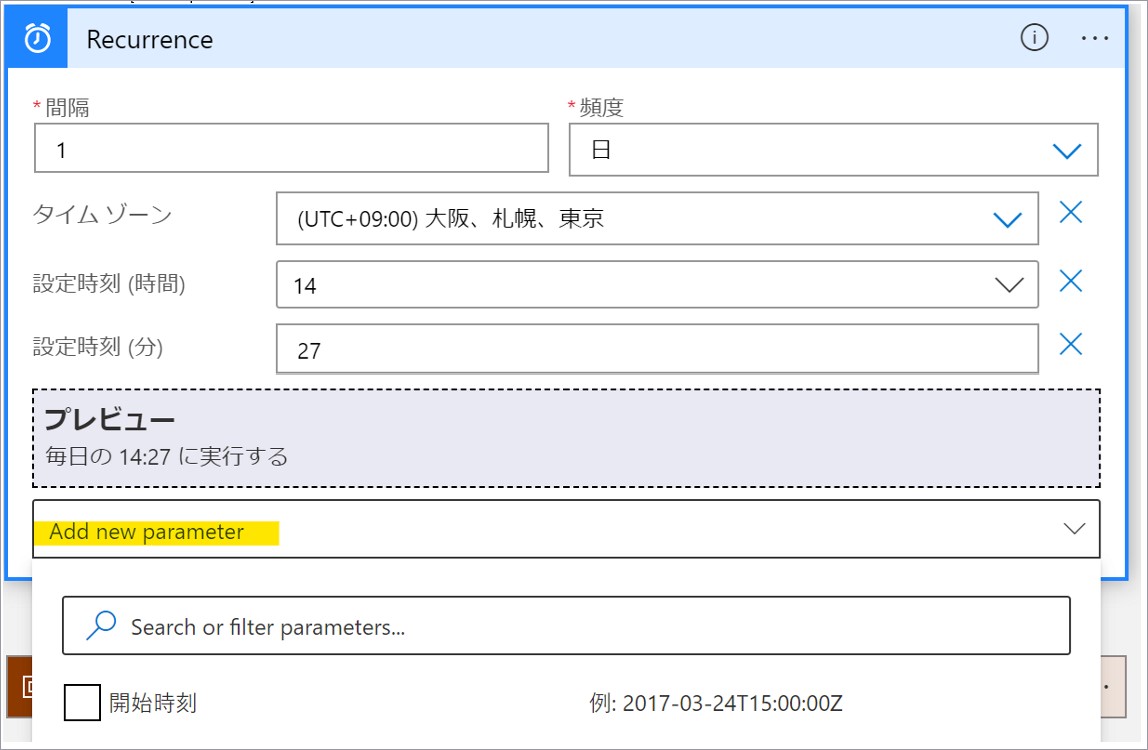 Recurrence
* 間隔
* 頻度
1
日
タイム ゾーン
(UTC+09:00) 大阪、札幌、東京
設定時刻 (時間)
14
設定時刻 (分)
27
プレビュー
毎日の 14:27 に実行する
Add new parameter
Search or filter parameters...
開始時刻
例: 2017-03-24T15:00:00Z